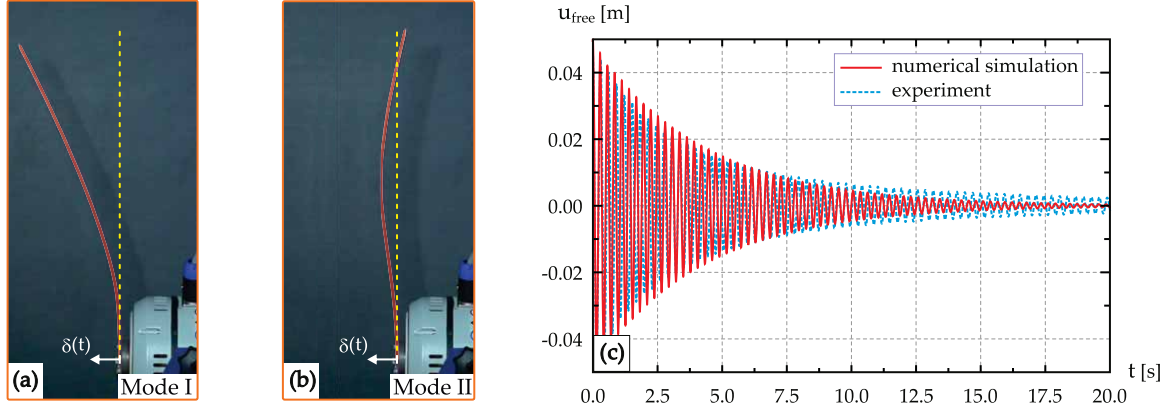 δ(t)
(a)
Mode I
δ(t)
(b)
Mode II
u_free [m]
numerical simulation
experiment
0.04
0.02
0.00
-0.02
-0.04
(c)
t [s]
0.0 2.5 5.0 7.5 10.0 12.5 15.0 17.5 20.0